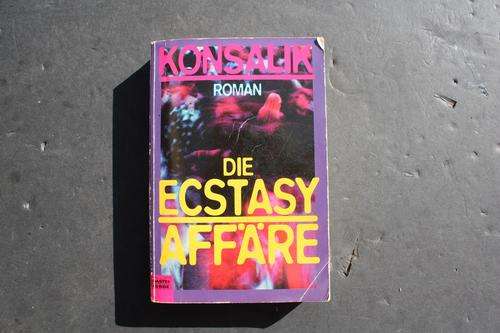 KONSALIK
ROMAN
DIE
ECSTASY
AFFÄRE